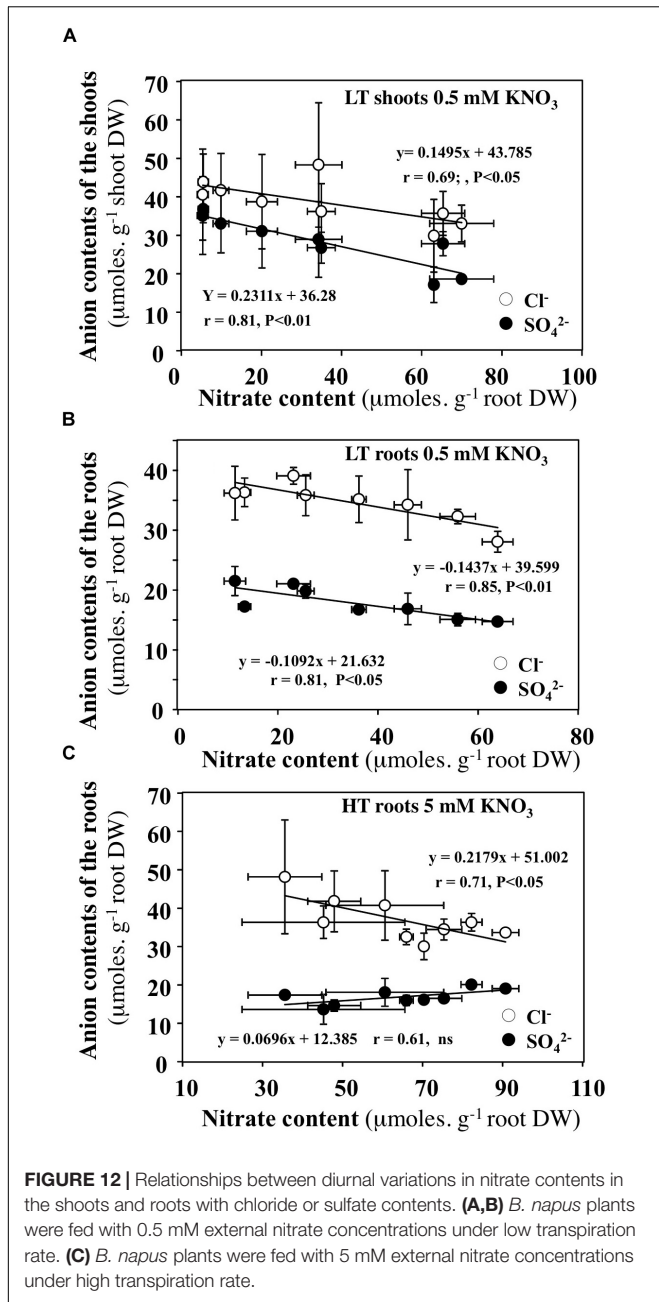 A
LT shoots 0.5 mM KNO₃
Anion contents of the shoots
(µmoles. g⁻¹ shoot DW)
70
60
50
40
30
20
10
0
y= 0.1495x + 43.785
r = 0.69; , P<0.05
Y = 0.2311x + 36.28
r = 0.81, P<0.01
Cl⁻
SO₄²⁻
0 20 40 60 80 100
Nitrate content (µmoles. g⁻¹ root DW)
B
LT roots 0.5 mM KNO₃
Anion contents of the roots
(µmoles. g⁻¹ root DW)
40
30
20
10
0
y = -0.1437x + 39.599
r = 0.85, P<0.01
y = -0.1092x + 21.632
r = 0.81, P<0.05
Cl⁻
SO₄²⁻
0 20 40 60 80
Nitrate content (µmoles. g⁻¹ root DW)
C
HT roots 5 mM KNO₃
Anion contents of the roots
(µmoles. g⁻¹ root DW)
70
60
50
40
30
20
10
0
y = 0.2179x + 51.002
r = 0.71, P<0.05
y = 0.0696x + 12.385 r = 0.61, ns
Cl⁻
SO₄²⁻
10 30 50 70 90 110
Nitrate content (µmoles. g⁻¹ root DW)
FIGURE 12 | Relationships between diurnal variations in nitrate contents in
the shoots and roots with chloride or sulfate contents. (A,B) B. napus plants
were fed with 0.5 mM external nitrate concentrations under low transpiration
rate. (C) B. napus plants were fed with 5 mM external nitrate concentrations
under high transpiration rate.